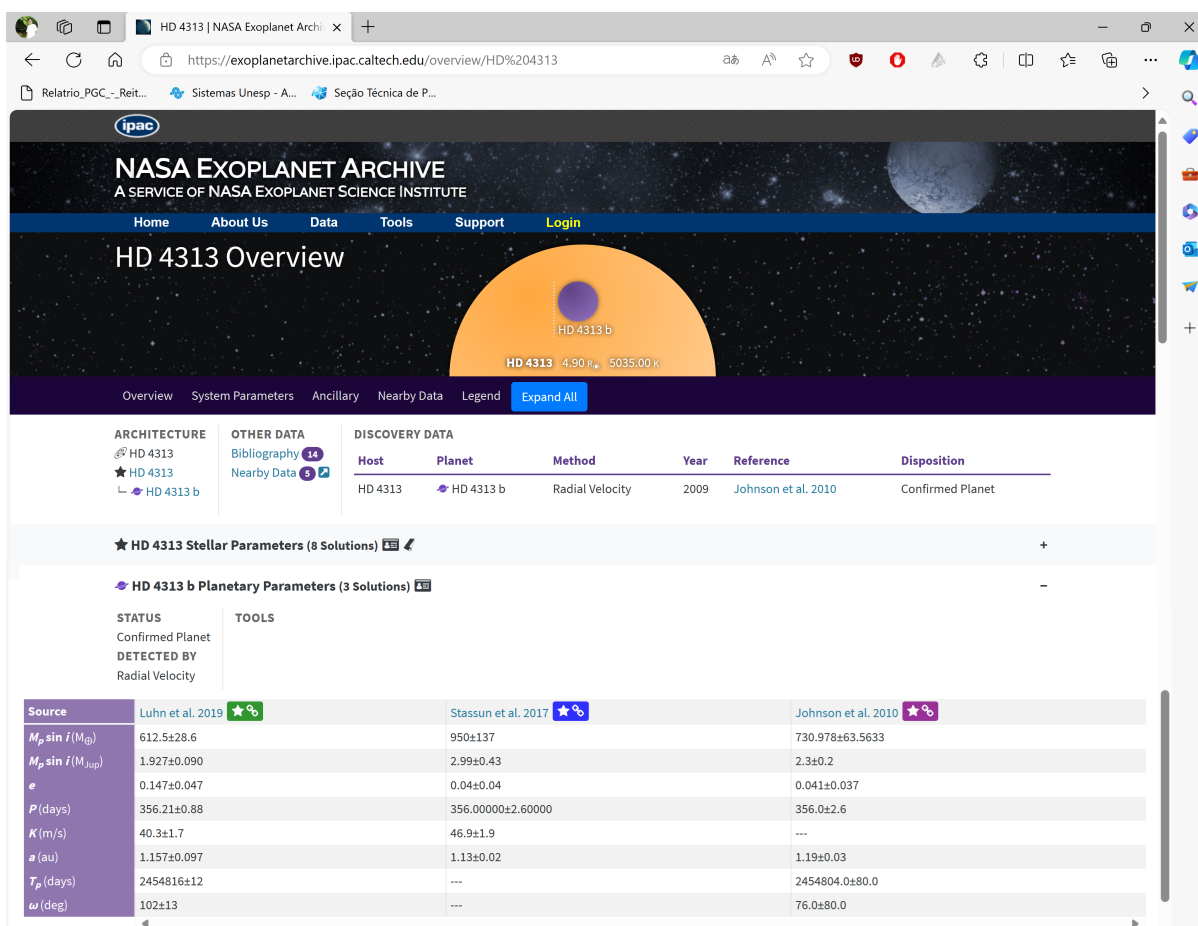 HD 4313 | NASA Exoplanet Archi
https://exoplanetarchive.ipac.caltech.edu/overview/HD%204313
Relatrio_PGC_-_Reit... Sistemas Unesp - A... Seção Técnica de P...
ipac
NASA EXOPLANET ARCHIVE
A SERVICE OF NASA EXOPLANET SCIENCE INSTITUTE
Home About Us Data Tools Support Login
HD 4313 Overview
HD 4313 b
HD 4313 4.90 R☉ 5035.00 K
Overview System Parameters Ancillary Nearby Data Legend Expand All
ARCHITECTURE OTHER DATA DISCOVERY DATA
HD 4313 Bibliography 14
HD 4313 Nearby Data 5
HD 4313 b
Host Planet Method Year Reference Disposition
HD 4313 HD 4313 b Radial Velocity 2009 Johnson et al. 2010 Confirmed Planet
HD 4313 Stellar Parameters (8 Solutions) +
HD 4313 b Planetary Parameters (3 Solutions) −
STATUS TOOLS
Confirmed Planet
DETECTED BY
Radial Velocity
Source Luhn et al. 2019 Stassun et al. 2017 Johnson et al. 2010
Mp sin i (M⊕) 612.5±28.6 950±137 730.978±63.5633
Mp sin i (MJup) 1.927±0.090 2.99±0.43 2.3±0.2
e 0.147±0.047 0.04±0.04 0.041±0.037
P (days) 356.21±0.88 356.00000±2.60000 356.0±2.6
K (m/s) 40.3±1.7 46.9±1.9 ---
a (au) 1.157±0.097 1.13±0.02 1.19±0.03
Tp (days) 2454816±12 --- 2454804.0±80.0
ω (deg) 102±13 --- 76.0±80.0